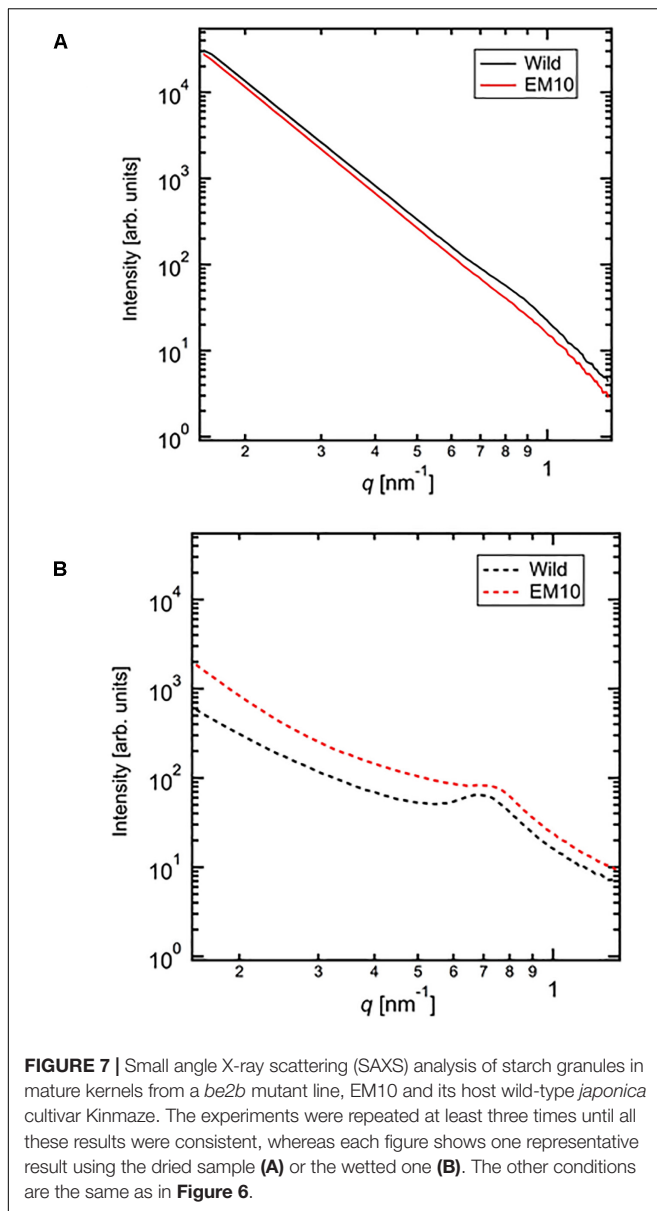 A
Wild
EM10
Intensity [arb. units]
10^4
10^3
10^2
10^1
10^0
2 3 4 5 6 7 8 9 1
q [nm^-1]
B
Wild
EM10
Intensity [arb. units]
10^4
10^3
10^2
10^1
10^0
2 3 4 5 6 7 8 9 1
q [nm^-1]
FIGURE 7 | Small angle X-ray scattering (SAXS) analysis of starch granules in
mature kernels from a be2b mutant line, EM10 and its host wild-type japonica
cultivar Kinmaze. The experiments were repeated at least three times until all
these results were consistent, whereas each figure shows one representative
result using the dried sample (A) or the wetted one (B). The other conditions
are the same as in Figure 6.